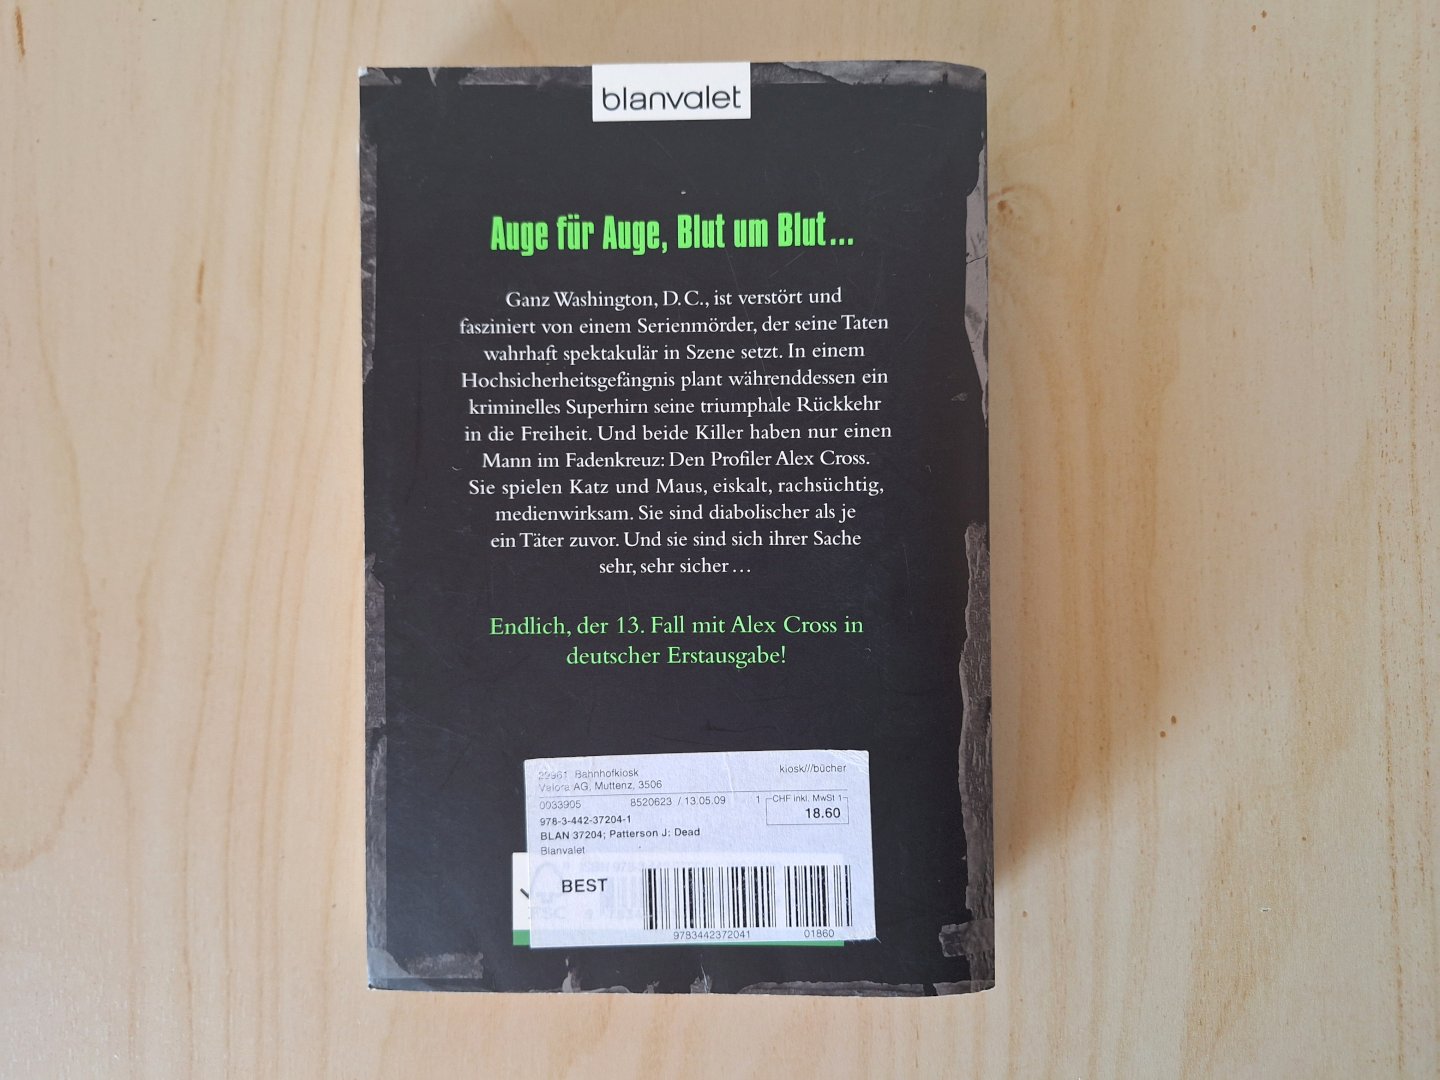 blanvalet
Auge für Auge, Blut um Blut...
Ganz Washington, D.C., ist verstört und
fasziniert von einem Serienmörder, der seine Taten
wahrhaft spektakulär in Szene setzt. In einem
Hochsicherheitsgefängnis plant währenddessen ein
kriminelles Superhirn seine triumphale Rückkehr
in die Freiheit. Und beide Killer haben nur einen
Mann im Fadenkreuz: Den Profiler Alex Cross.
Sie spielen Katz und Maus, eiskalt, rachsüchtig,
medienwirksam. Sie sind diabolischer als je
ein Täter zuvor. Und sie sind sich ihrer Sache
sehr, sehr sicher ...
Endlich, der 13. Fall mit Alex Cross in
deutscher Erstausgabe!
29961 Bahnhofkiosk kiosk///bücher
Valora AG, Muttenz, 3506
0033905 8520623 / 13.05.09 1 CHF inkl. MwSt 1
978-3-442-37204-1 18.60
BLAN 37204; Patterson J: Dead
Blanvalet
BEST
FSC
9783442372041 01860